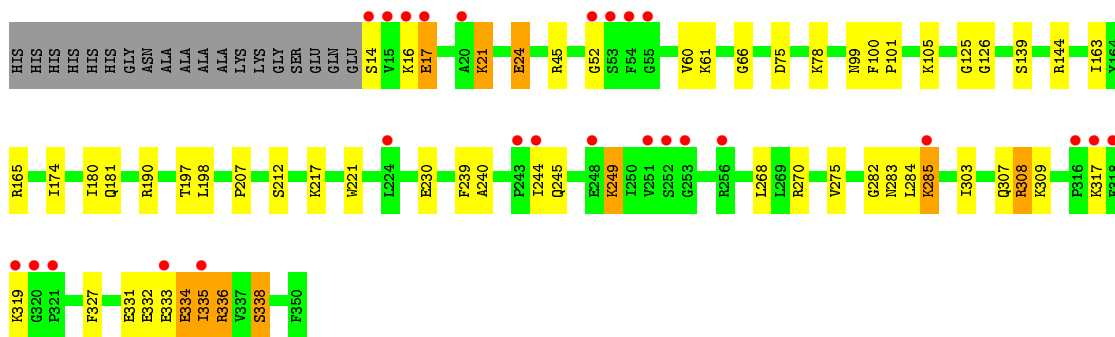 HIS HIS HIS HIS HIS HIS GLY ASN ALA ALA ALA ALA LYS LYS GLY SER GLU GLN GLU S14 V15 K16 E17 A20 K21 E24 R45 G52 S53 F54 G55 V60 K61 G66 D75 K78 N99 F100 P101 K105 G125 G126 S139 R144 I163 Y164
R165 I174 I180 Q181 R190 T197 L198 P207 S212 K217 W221 L224 E230 F239 A240 P243 I244 Q245 E248 K249 I250 V251 S252 G253 R256 L268 L269 R270 V275 G282 N283 L284 K285 I303 Q307 R308 K309 P316 K317 E318
K319 G320 P321 F327 E331 E332 E333 E334 I335 R336 V337 S338 F350